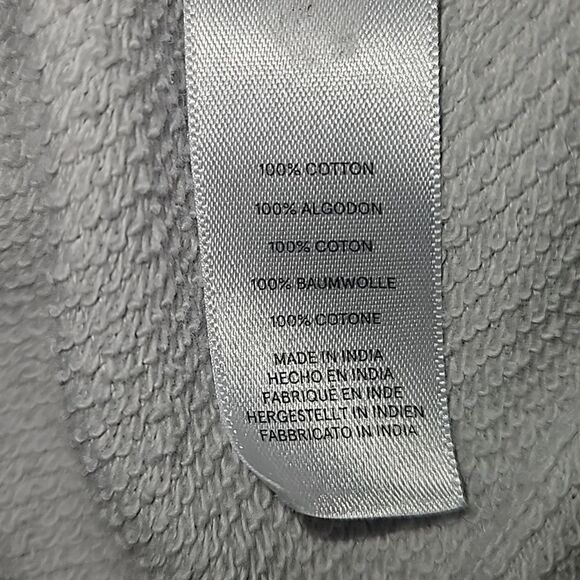 100% COTTON
100% ALGODON
100% COTON
100% BAUMWOLLE
100% COTONE
MADE IN INDIA
HECHO EN INDIA
FABRIQUÉ EN INDE
HERGESTELLT IN INDIEN
FABBRICATO IN INDIA